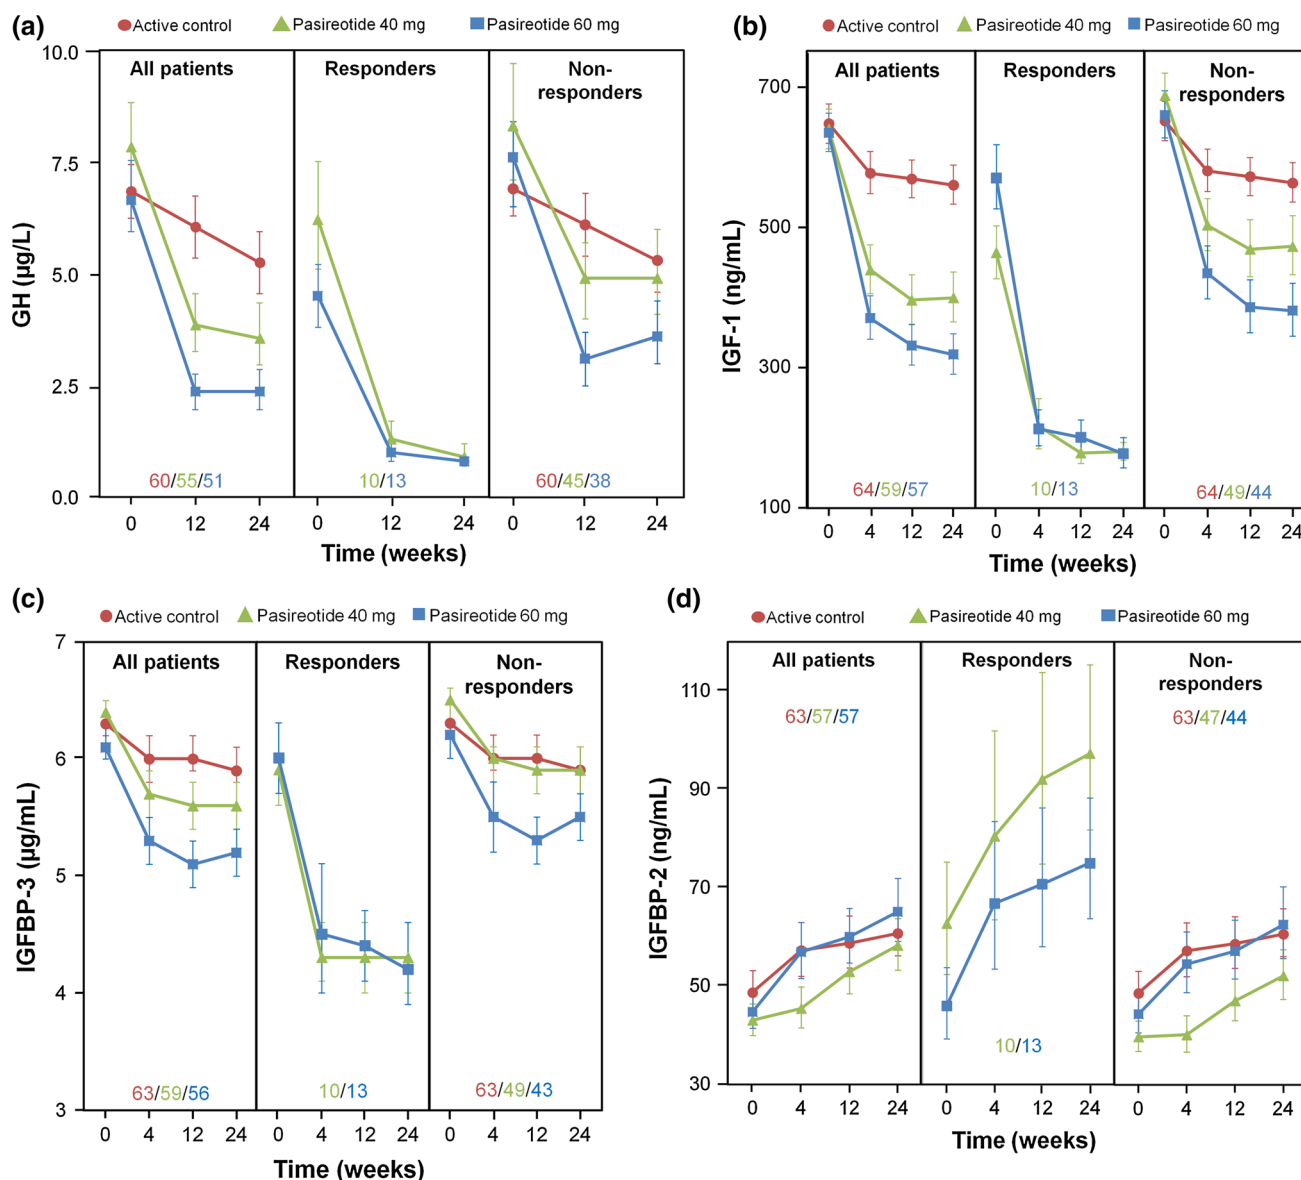 (a)
Active control Pasireotide 40 mg Pasireotide 60 mg
10.0
7.5
5.0
2.5
0.0
GH (µg/L)
All patients
Responders
Non-
responders
60/55/51
10/13
60/45/38
0 12 24 0 12 24 0 12 24
Time (weeks)
(b)
Active control Pasireotide 40 mg Pasireotide 60 mg
700
500
300
100
IGF-1 (ng/mL)
All patients
Responders
Non-
responders
64/59/57
10/13
64/49/44
0 4 12 24 0 4 12 24 0 4 12 24
Time (weeks)
(c)
Active control Pasireotide 40 mg Pasireotide 60 mg
7
6
5
4
3
IGFBP-3 (µg/mL)
All patients
Responders
Non-
responders
63/59/56
10/13
63/49/43
0 4 12 24 0 4 12 24 0 4 12 24
Time (weeks)
(d)
Active control Pasireotide 40 mg Pasireotide 60 mg
110
90
70
50
30
IGFBP-2 (ng/mL)
All patients
Responders
Non-
responders
63/57/57
10/13
63/47/44
0 4 12 24 0 4 12 24 0 4 12 24
Time (weeks)